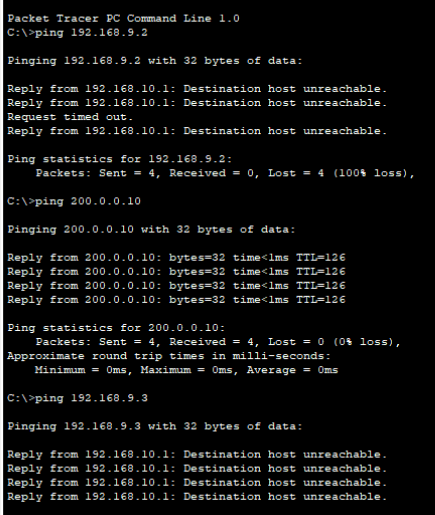 Packet Tracer PC Command Line 1.0
C:\>ping 192.168.9.2
Pinging 192.168.9.2 with 32 bytes of data:
Reply from 192.168.10.1: Destination host unreachable.
Reply from 192.168.10.1: Destination host unreachable.
Request timed out.
Reply from 192.168.10.1: Destination host unreachable.
Ping statistics for 192.168.9.2:
    Packets: Sent = 4, Received = 0, Lost = 4 (100% loss),
C:\>ping 200.0.0.10
Pinging 200.0.0.10 with 32 bytes of data:
Reply from 200.0.0.10: bytes=32 time<1ms TTL=126
Reply from 200.0.0.10: bytes=32 time<1ms TTL=126
Reply from 200.0.0.10: bytes=32 time<1ms TTL=126
Reply from 200.0.0.10: bytes=32 time<1ms TTL=126
Ping statistics for 200.0.0.10:
    Packets: Sent = 4, Received = 4, Lost = 0 (0% loss),
Approximate round trip times in milli-seconds:
    Minimum = 0ms, Maximum = 0ms, Average = 0ms
C:\>ping 192.168.9.3
Pinging 192.168.9.3 with 32 bytes of data:
Reply from 192.168.10.1: Destination host unreachable.
Reply from 192.168.10.1: Destination host unreachable.
Reply from 192.168.10.1: Destination host unreachable.
Reply from 192.168.10.1: Destination host unreachable.